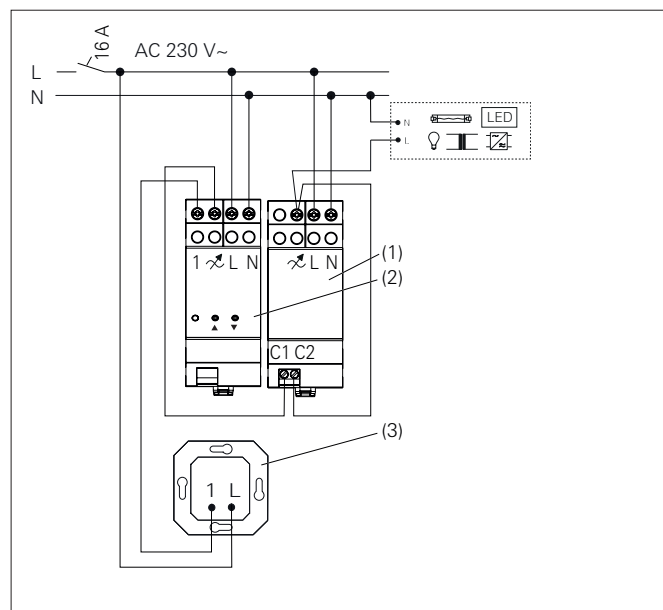 16 A
AC 230 V~
L
N
N
LED
L
1 L N
L N
(1)
(2)
C1 C2
(3)
1 L